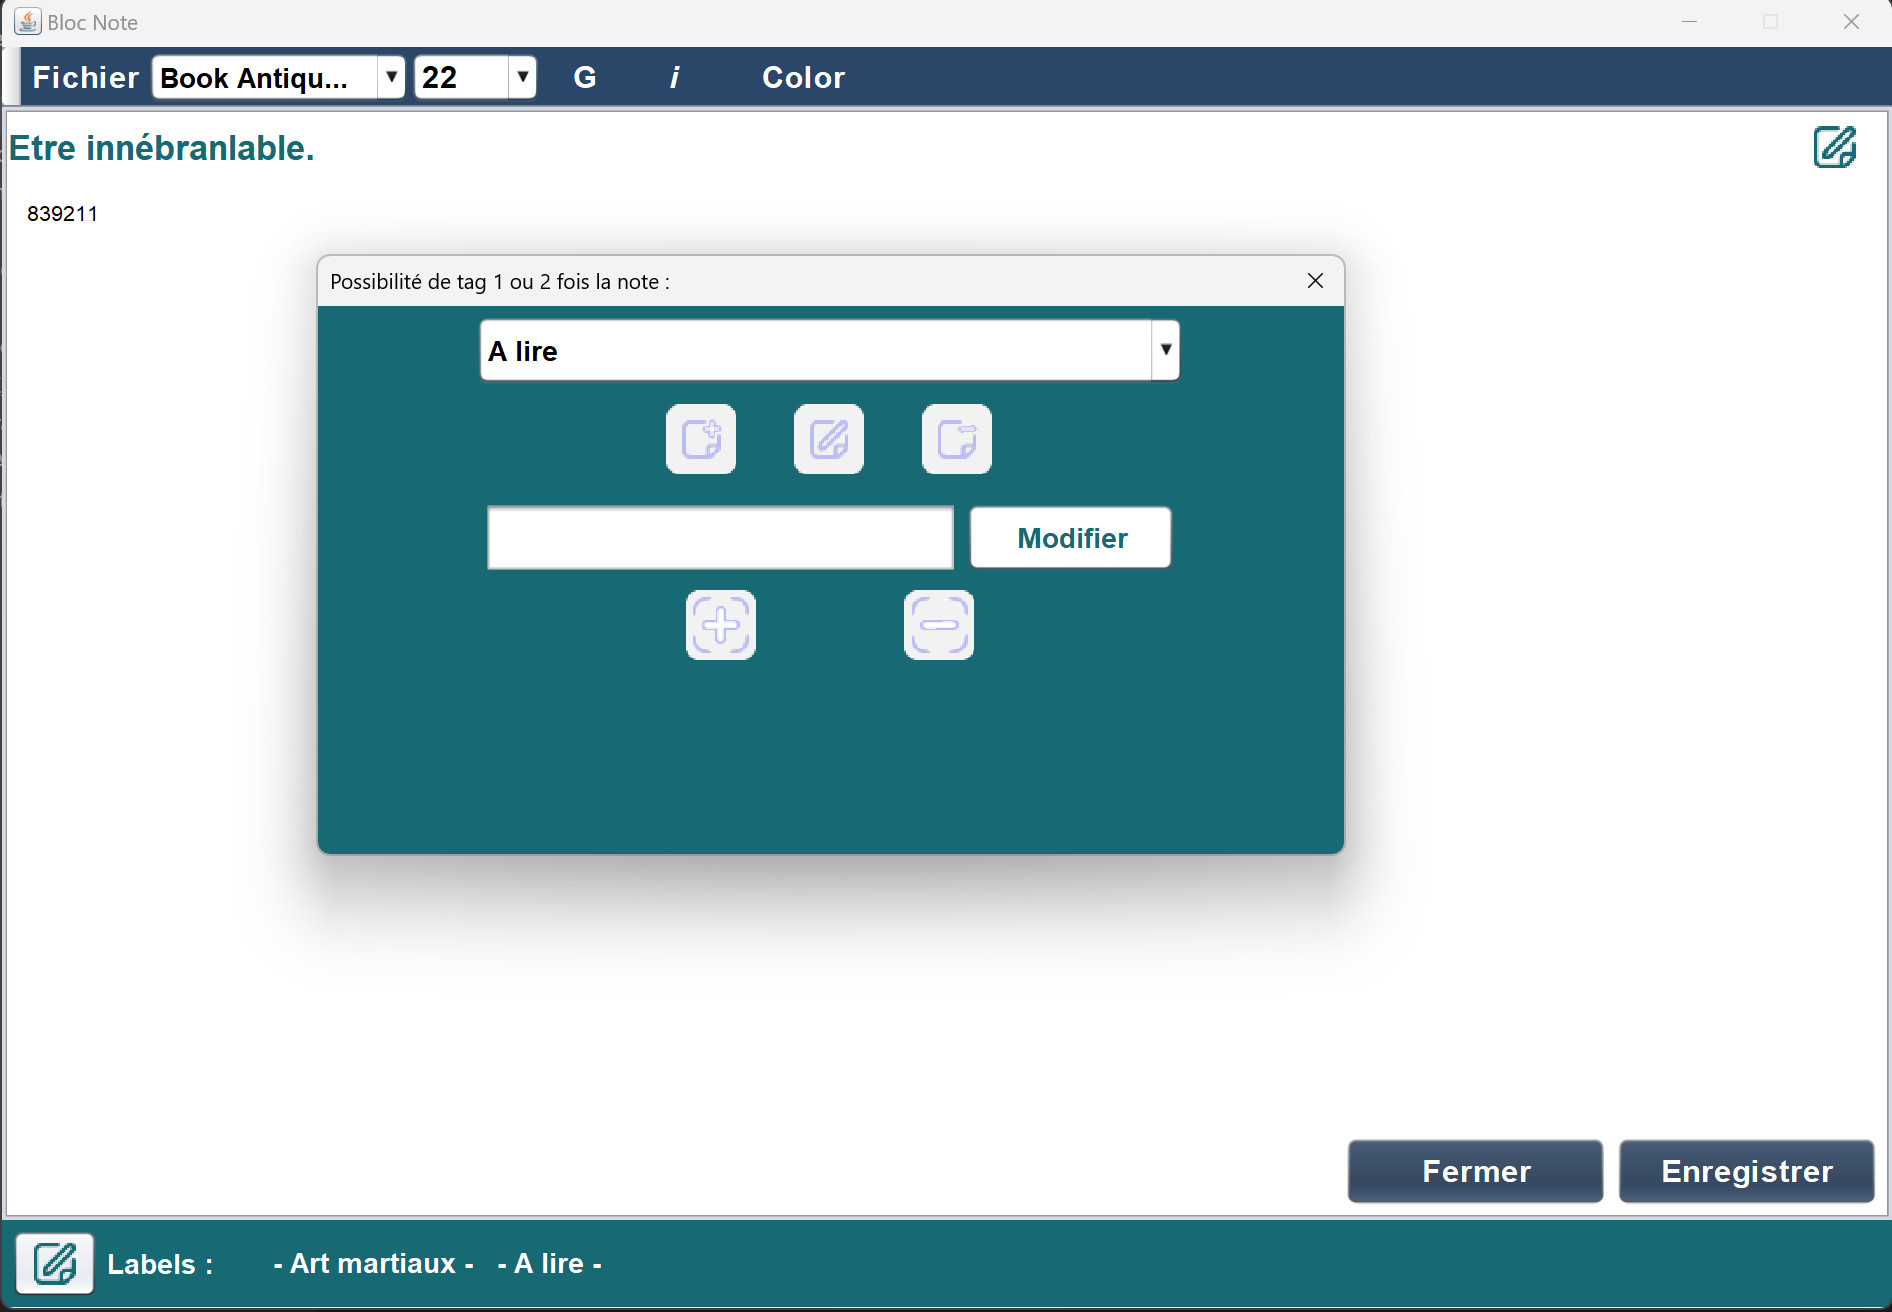 Bloc Note
Fichier Book Antiqu... 22 G i Color
Etre innébranlable.
839211
Possibilité de tag 1 ou 2 fois la note :
A lire
Modifier
Fermer Enregistrer
Labels : - Art martiaux - - A lire -